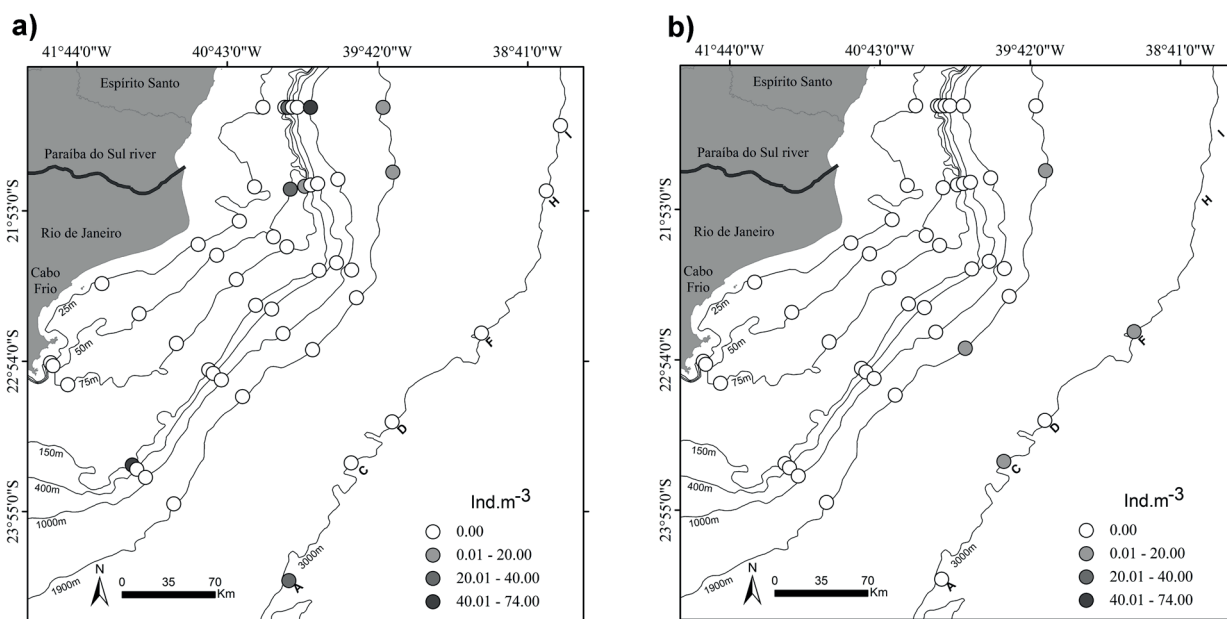 a)
41°44'0"W 40°43'0"W 39°42'0"W 38°41'0"W
Espírito Santo
Paraíba do Sul river
21°53'0"S
Rio de Janeiro
Cabo
Frio
25m
50m
75m
22°54'0"S
150m
400m
1000m
1900m
23°55'0"S
3000m
I
H
F
D
C
A
N
0 35 70
Km
Ind.m-3
0.00
0.01 - 20.00
20.01 - 40.00
40.01 - 74.00
b)
41°44'0"W 40°43'0"W 39°42'0"W 38°41'0"W
Espírito Santo
Paraíba do Sul river
21°53'0"S
Rio de Janeiro
Cabo
Frio
25m
50m
75m
22°54'0"S
150m
400m
1000m
1900m
23°55'0"S
3000m
I
H
F
D
C
A
N
0 35 70
Km
Ind.m-3
0.00
0.01 - 20.00
20.01 - 40.00
40.01 - 74.00